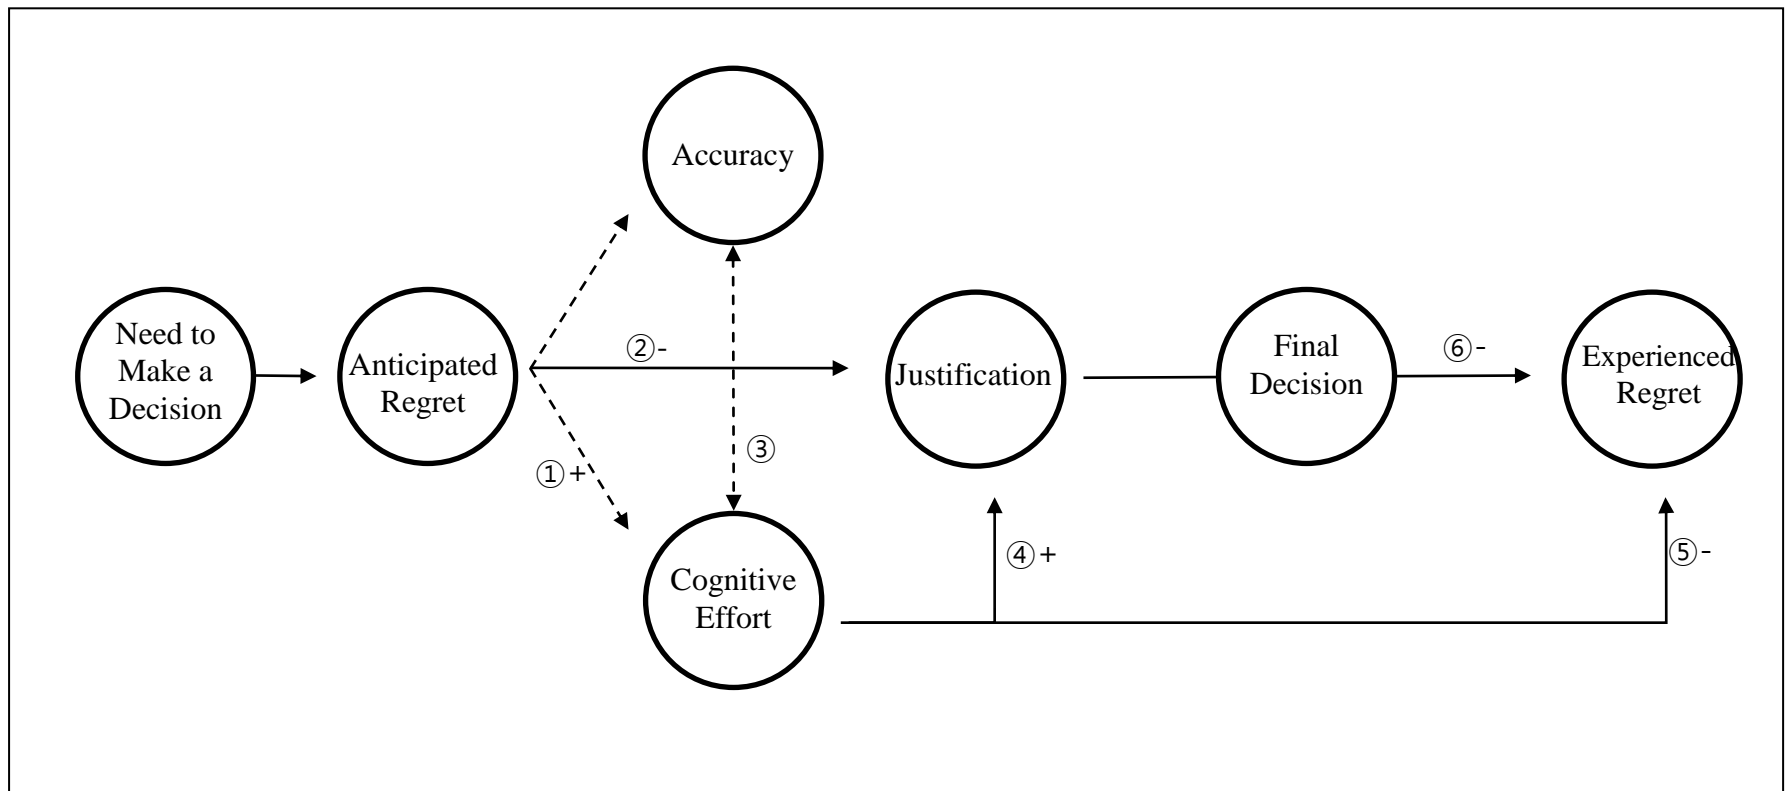 Accuracy
Need to
Make a
Decision
Anticipated
Regret
②-
Justification
Final
Decision
⑥-
Experienced
Regret
①+
③
④+
⑤-
Cognitive
Effort